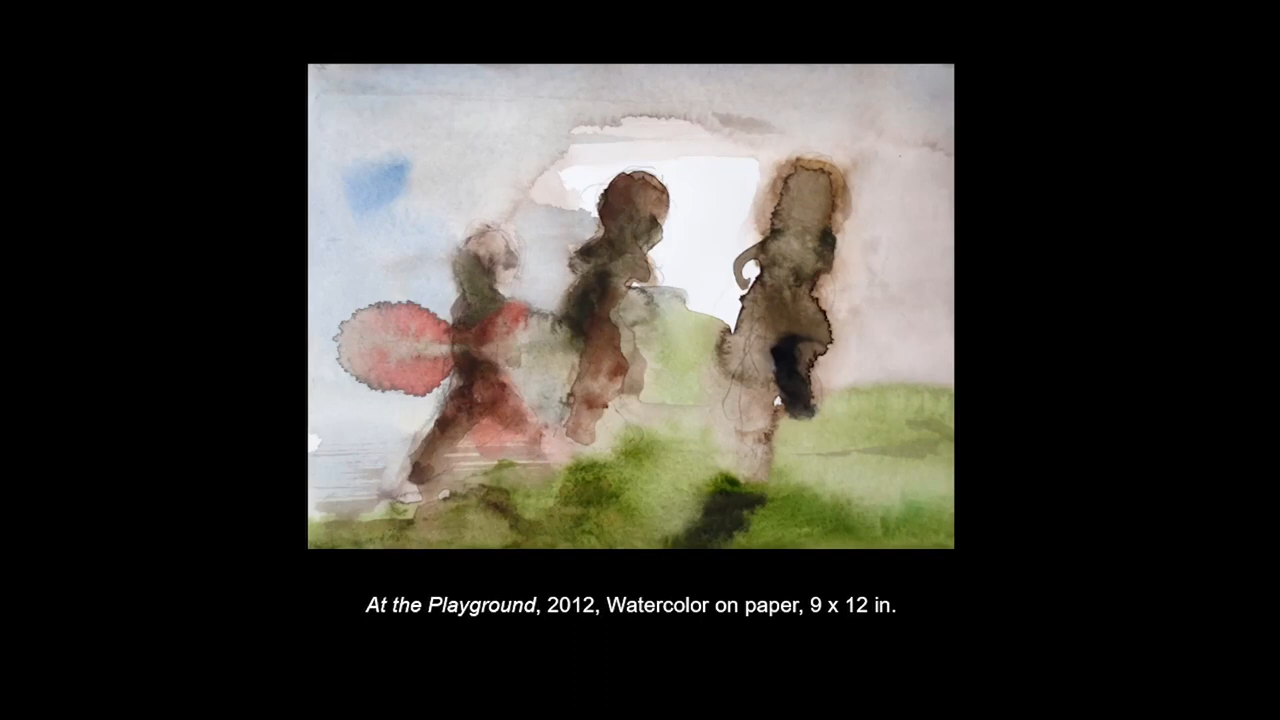 At the Playground, 2012, Watercolor on paper, 9 x 12 in.